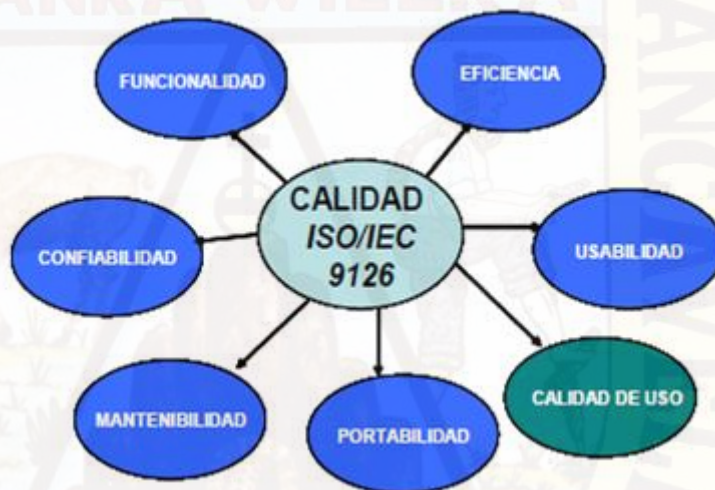 FUNCIONALIDAD
EFICIENCIA
CALIDAD
ISO/IEC
9126
CONFIABILIDAD
USABILIDAD
MANTENIBILIDAD
PORTABILIDAD
CALIDAD DE USO